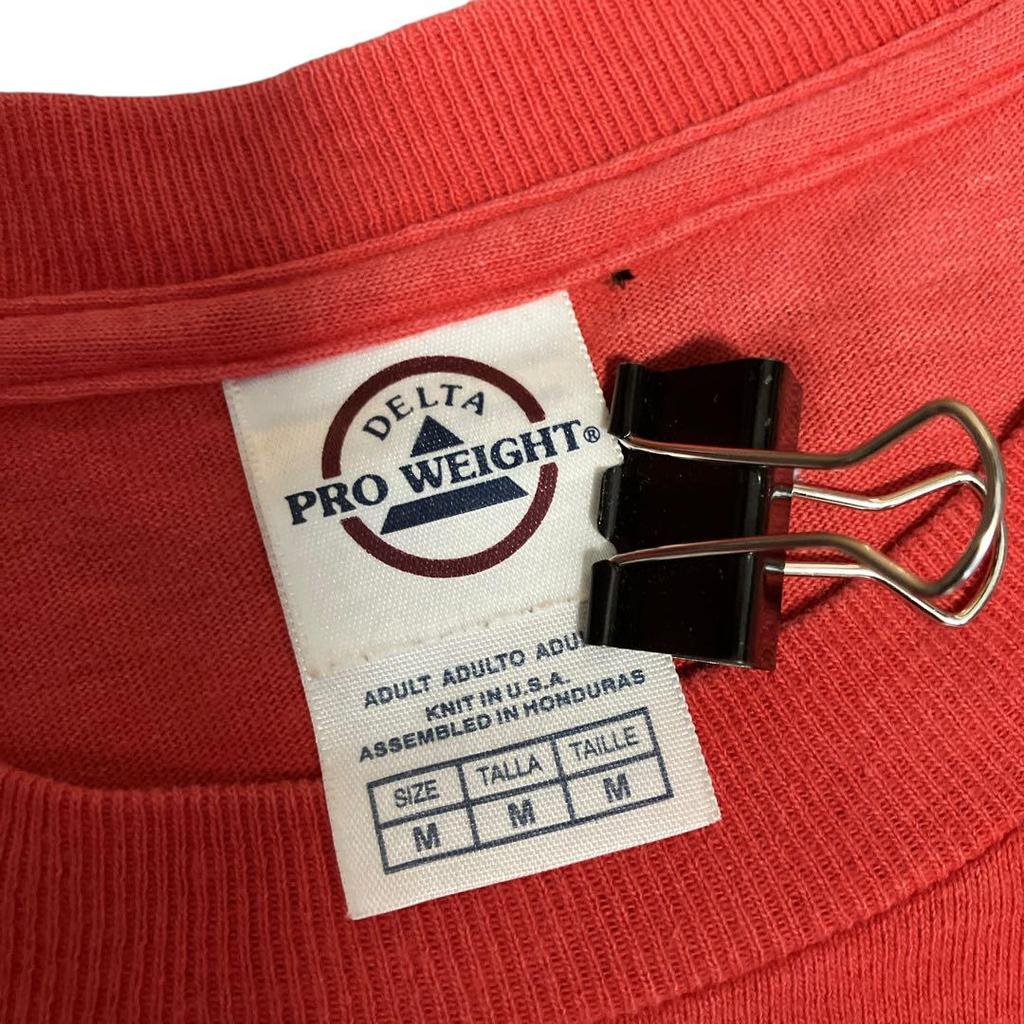 DELTA
PRO WEIGHT®
ADULT ADULTO
KNIT IN U.S.A.
ASSEMBLED IN HONDURAS
SIZE TALLA TAILLE
M M M